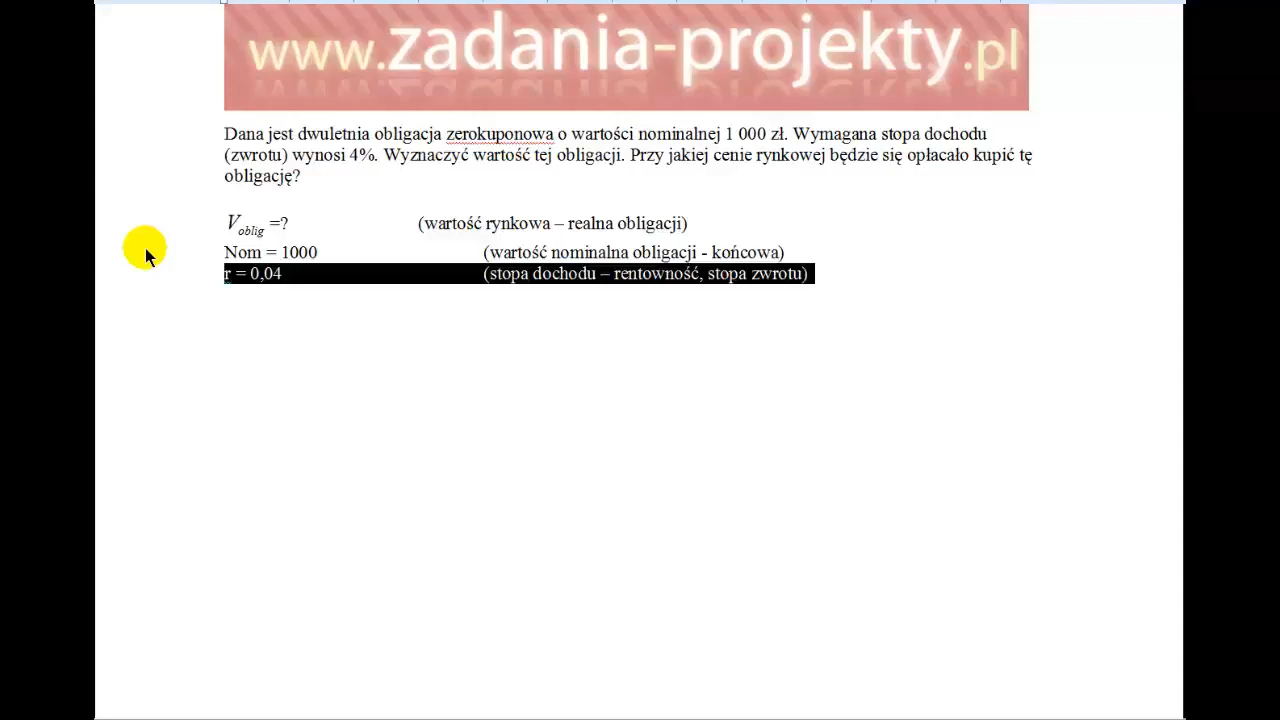 www.zadania-projekty.pl
Dana jest dwuletnia obligacja zerokuponowa o wartości nominalnej 1 000 zł. Wymagana stopa dochodu
(zwrotu) wynosi 4%. Wyznaczyć wartość tej obligacji. Przy jakiej cenie rynkowej będzie się opłacało kupić tę
obligację?
V_oblig =? (wartość rynkowa – realna obligacji)
Nom = 1000 (wartość nominalna obligacji - końcowa)
r = 0,04 (stopa dochodu – rentowność, stopa zwrotu)